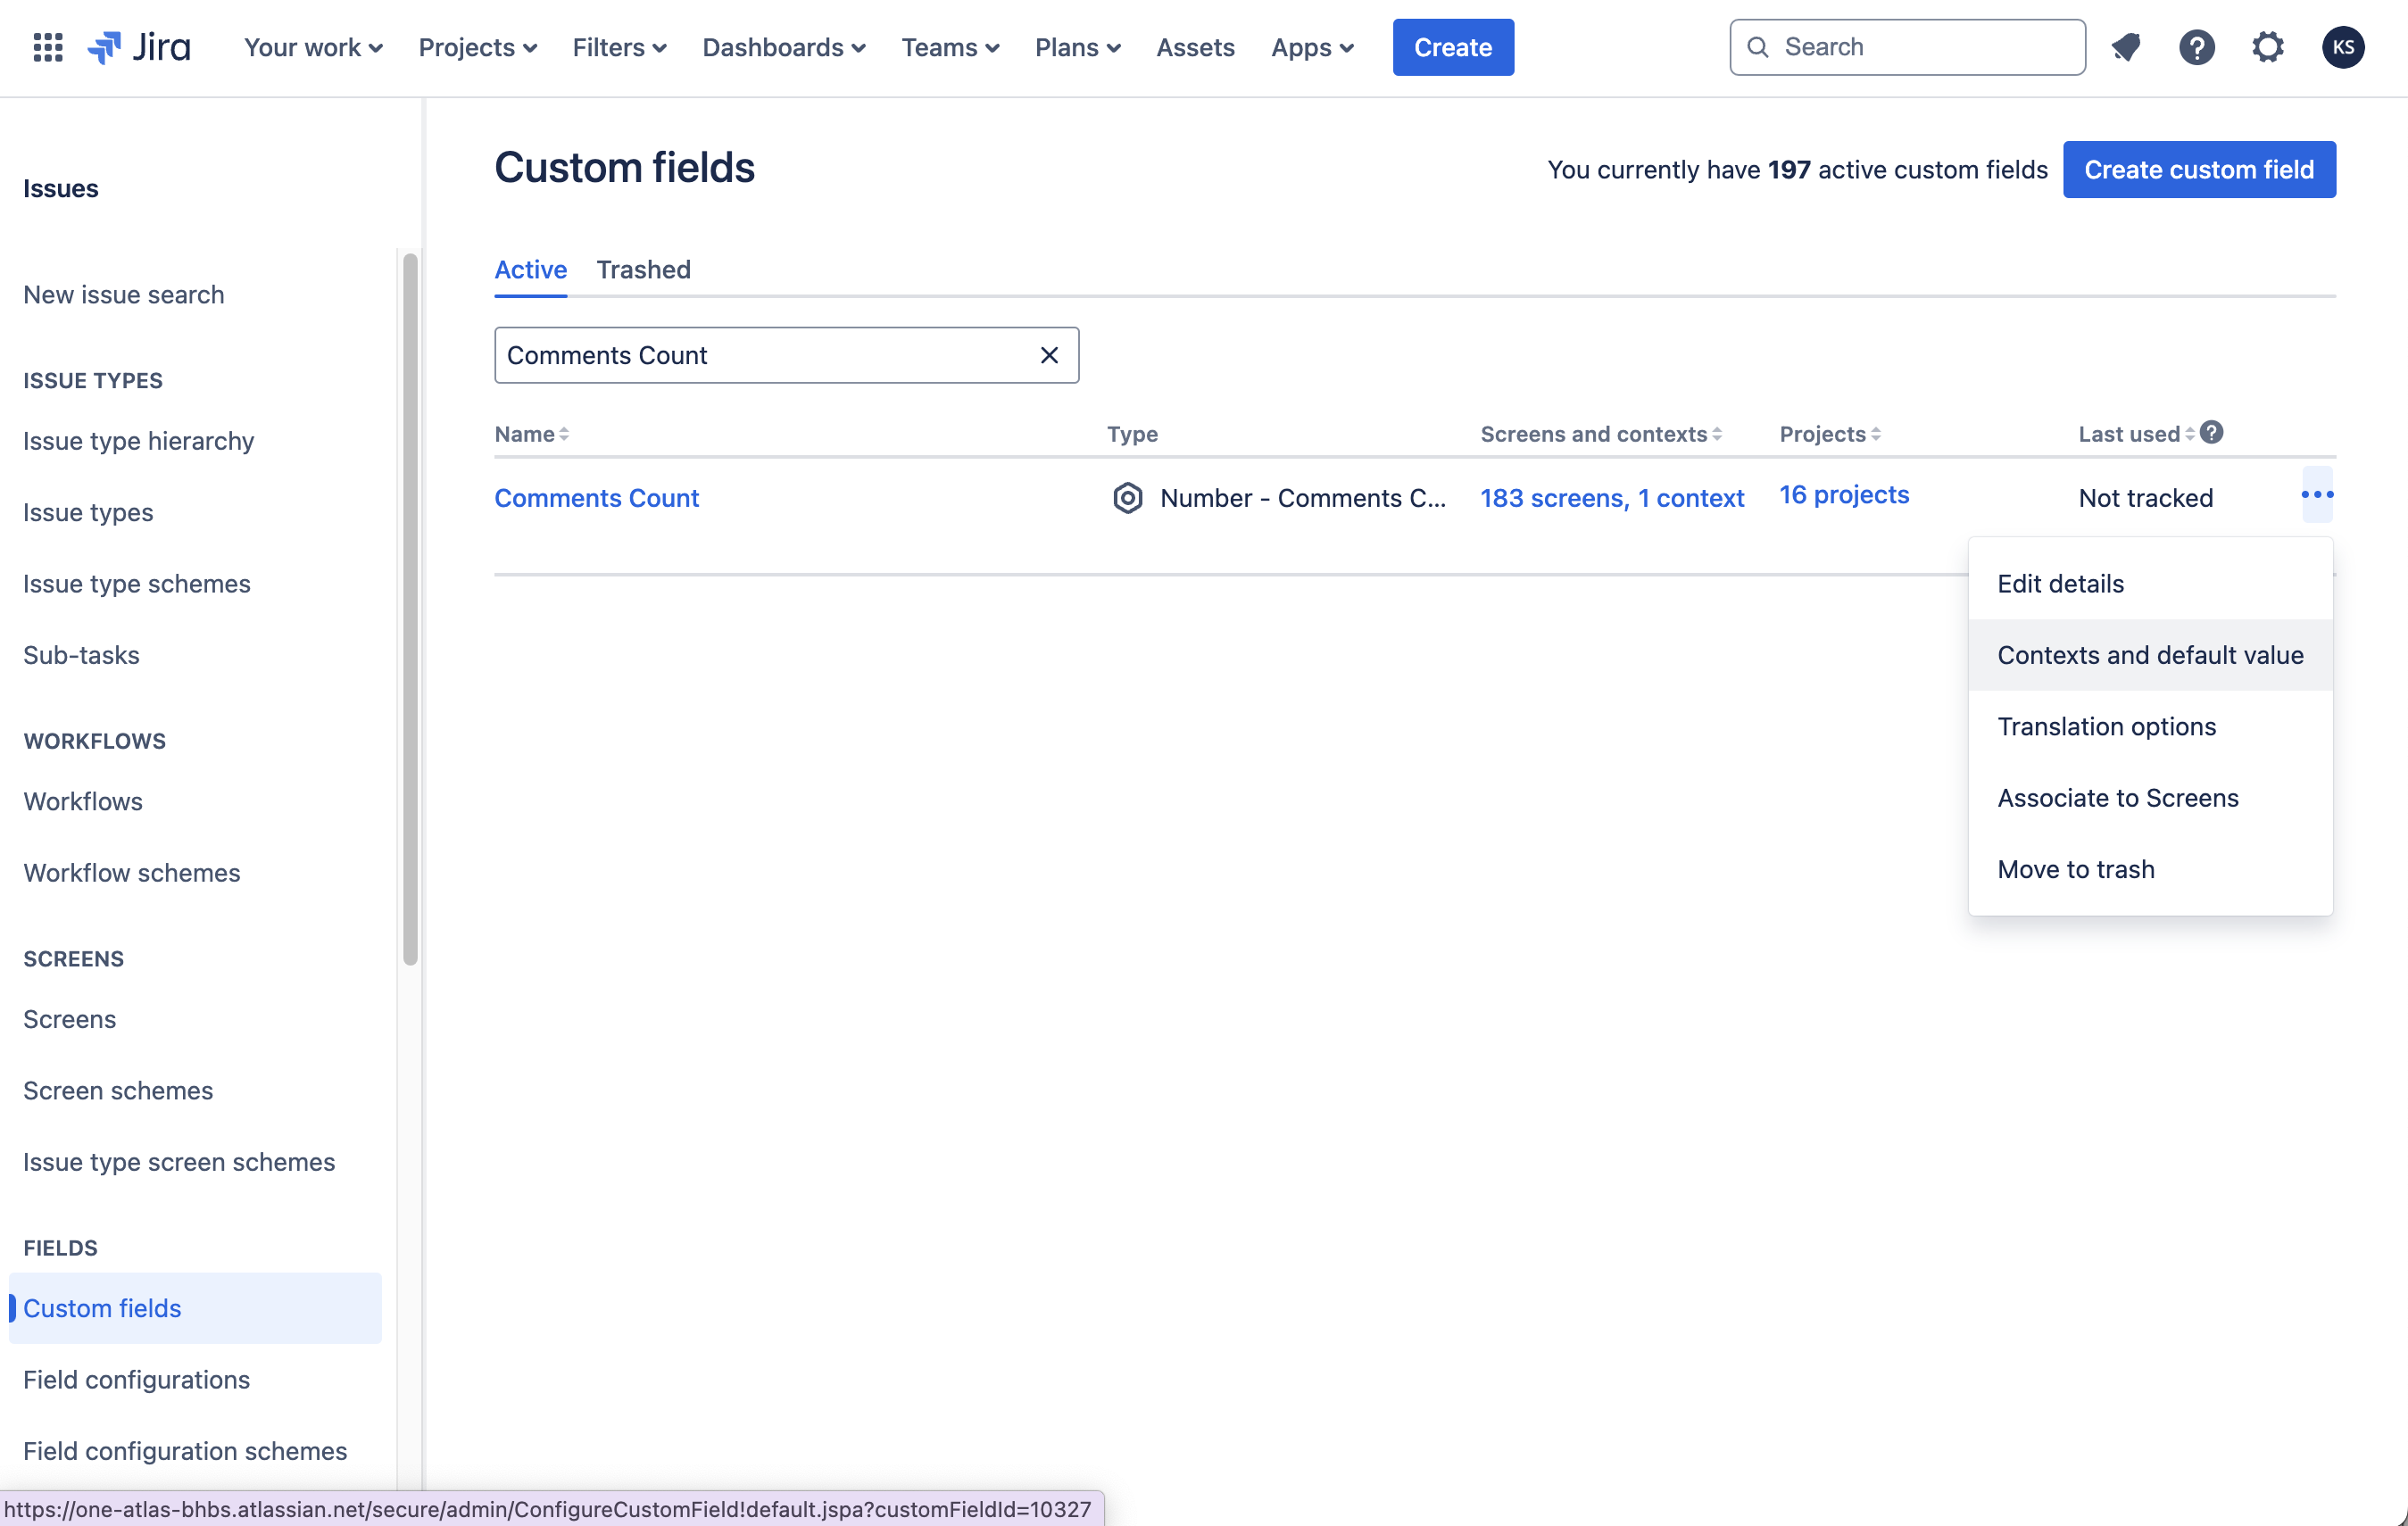 Jira Your work Projects Filters Dashboards Teams Plans Assets Apps Create Search KS
Issues
New issue search
ISSUE TYPES
Issue type hierarchy
Issue types
Issue type schemes
Sub-tasks
WORKFLOWS
Workflows
Workflow schemes
SCREENS
Screens
Screen schemes
Issue type screen schemes
FIELDS
Custom fields
Field configurations
Field configuration schemes
Custom fields
You currently have 197 active custom fields Create custom field
Active Trashed
Comments Count
Name Type Screens and contexts Projects Last used
Comments Count Number - Comments C... 183 screens, 1 context 16 projects Not tracked
Edit details
Contexts and default value
Translation options
Associate to Screens
Move to trash
https://one-atlas-bhbs.atlassian.net/secure/admin/ConfigureCustomField!default.jspa?customFieldId=10327